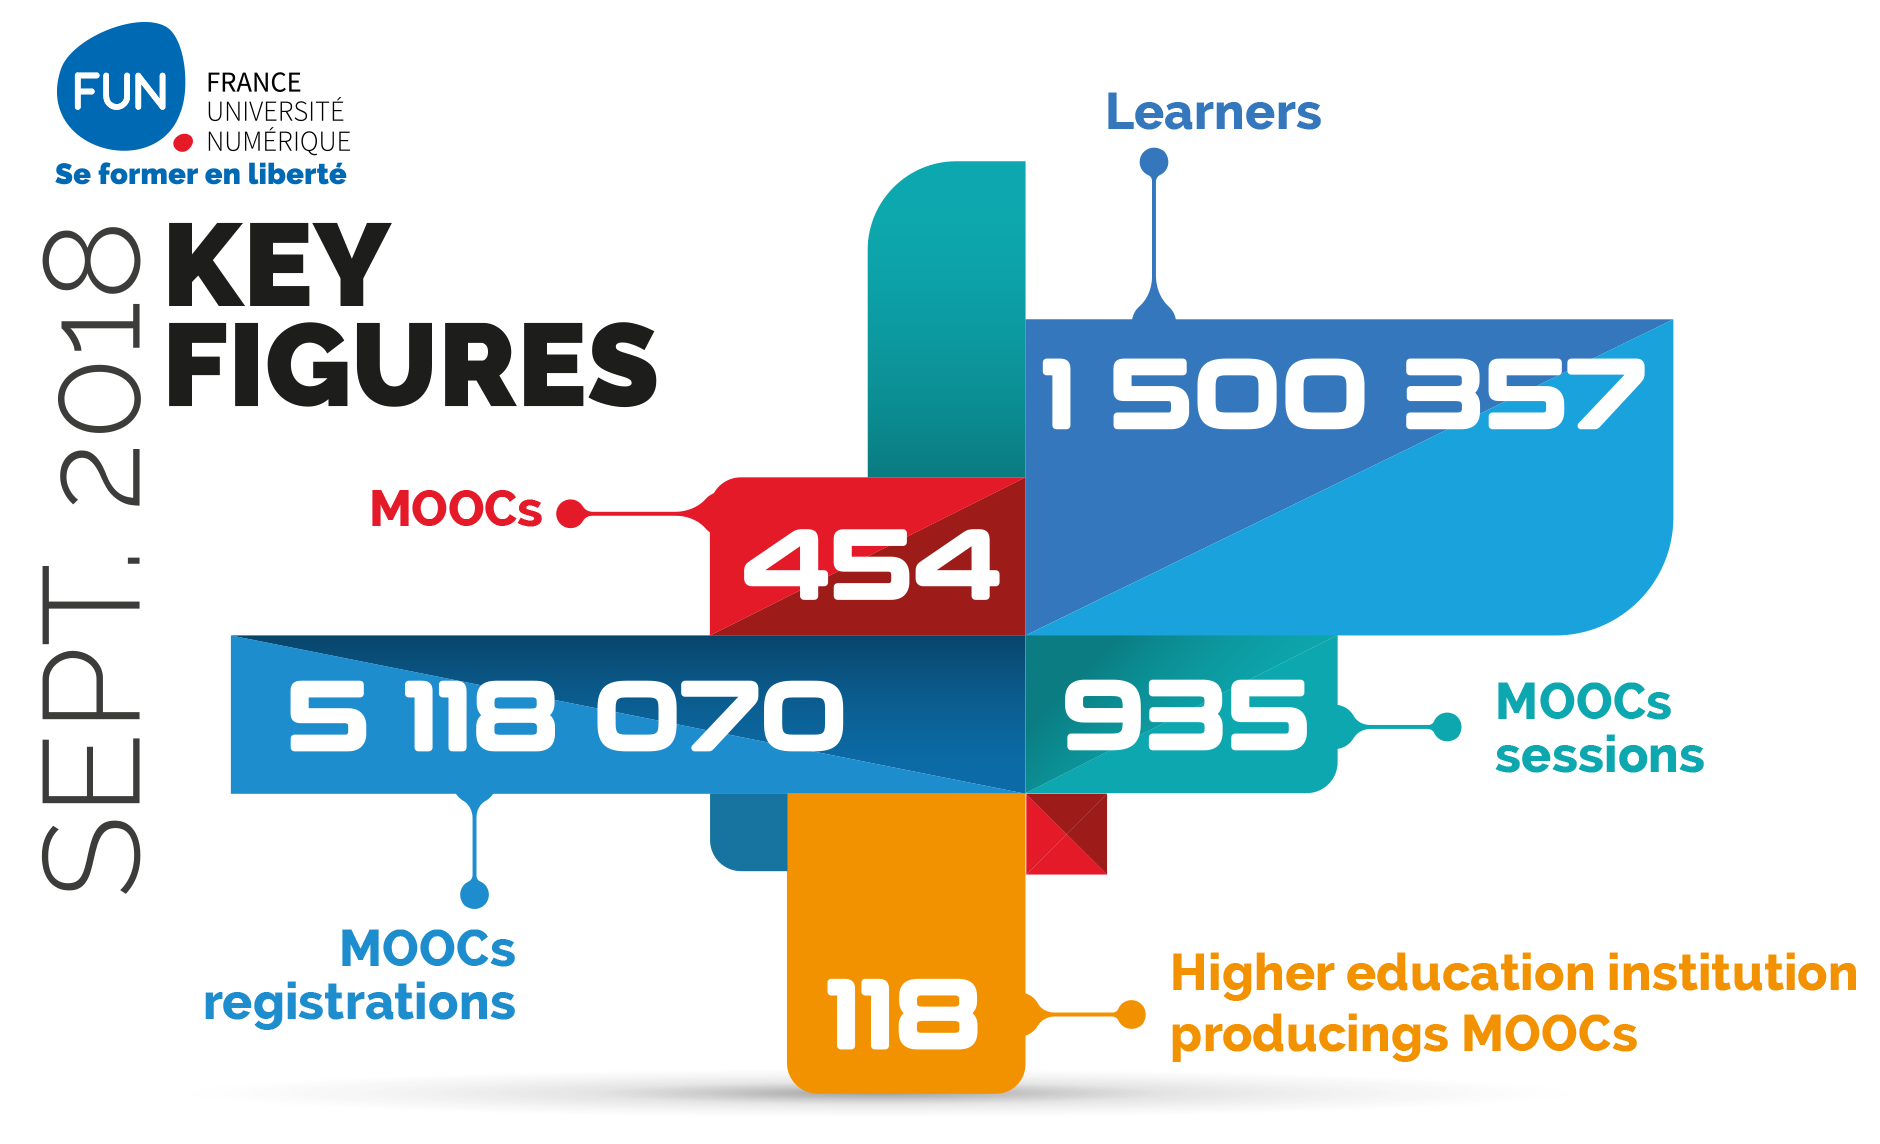 FUN
FRANCE
UNIVERSITÉ
NUMÉRIQUE
Se former en liberté
SEPT. 2018
KEY
FIGURES
Learners
1 500 357
MOOCs
454
5 118 070
935
MOOCs
sessions
MOOCs
registrations
118
Higher education institution
producings MOOCs